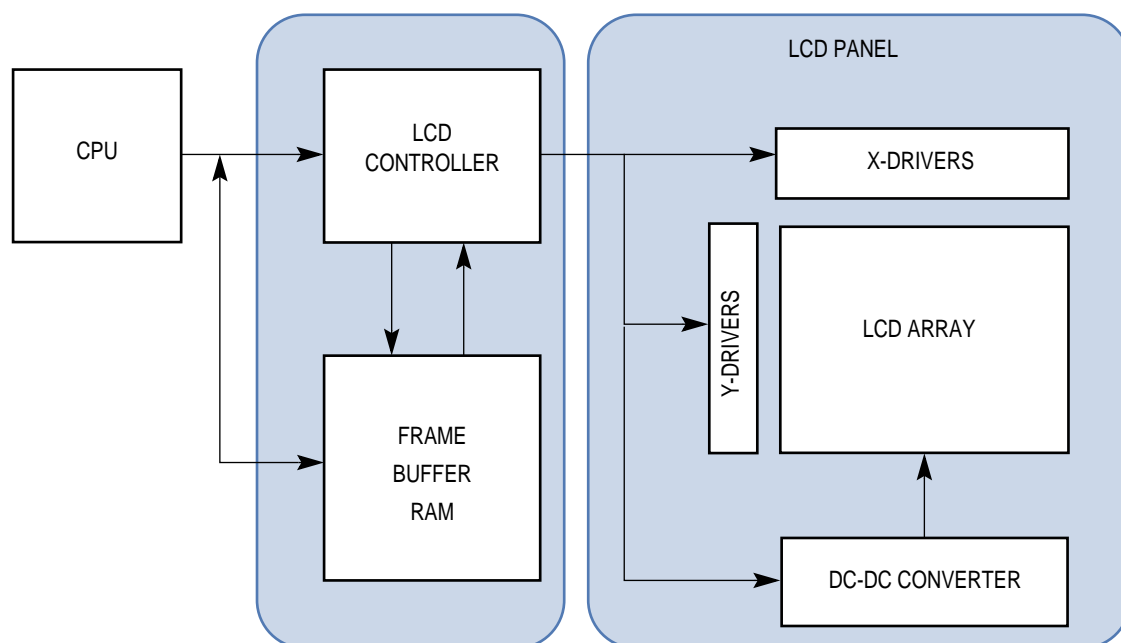 LCD PANEL
CPU
LCD
CONTROLLER
X-DRIVERS
Y-DRIVERS
LCD ARRAY
FRAME
BUFFER
RAM
DC-DC CONVERTER